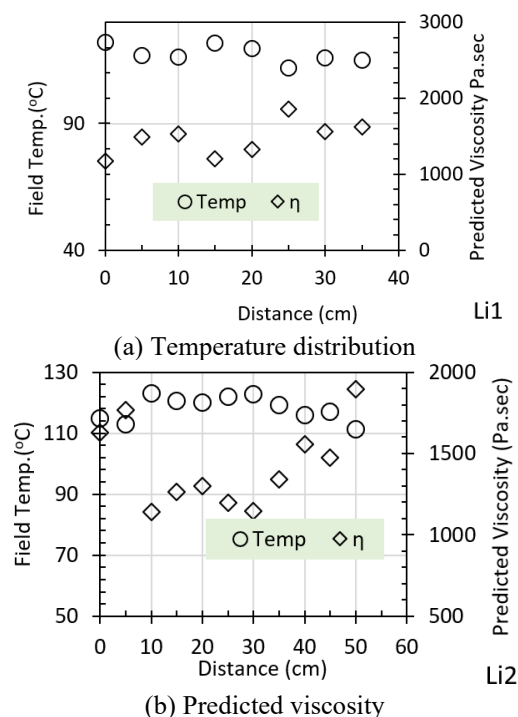 3000
90
2000
1000
40
0
0
10
20
30
40
Field Temp.(°C)
Predicted Viscosity Pa.sec
Temp
η
Distance (cm)
Li1
(a) Temperature distribution
130
2000
110
1500
90
1000
70
50
500
0
10
20
30
40
50
60
Field Temp.(°C)
Predicted Viscosity (Pa.sec)
Temp
η
Distance (cm)
Li2
(b) Predicted viscosity